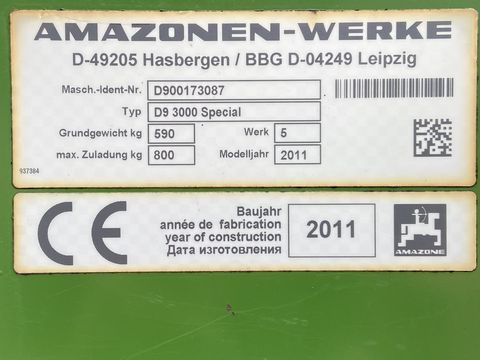 AMAZONEN-WERKE
D-49205 Hasbergen / BBG D-04249 Leipzig
Masch.-Ident-Nr. D900173087
Typ D9 3000 Special
Grundgewicht kg 590 Werk 5
max. Zuladung kg 800 Modelljahr 2011
937384
CE
Baujahr
année de fabrication
year of construction
Дата изготовления
2011
AMAZONE